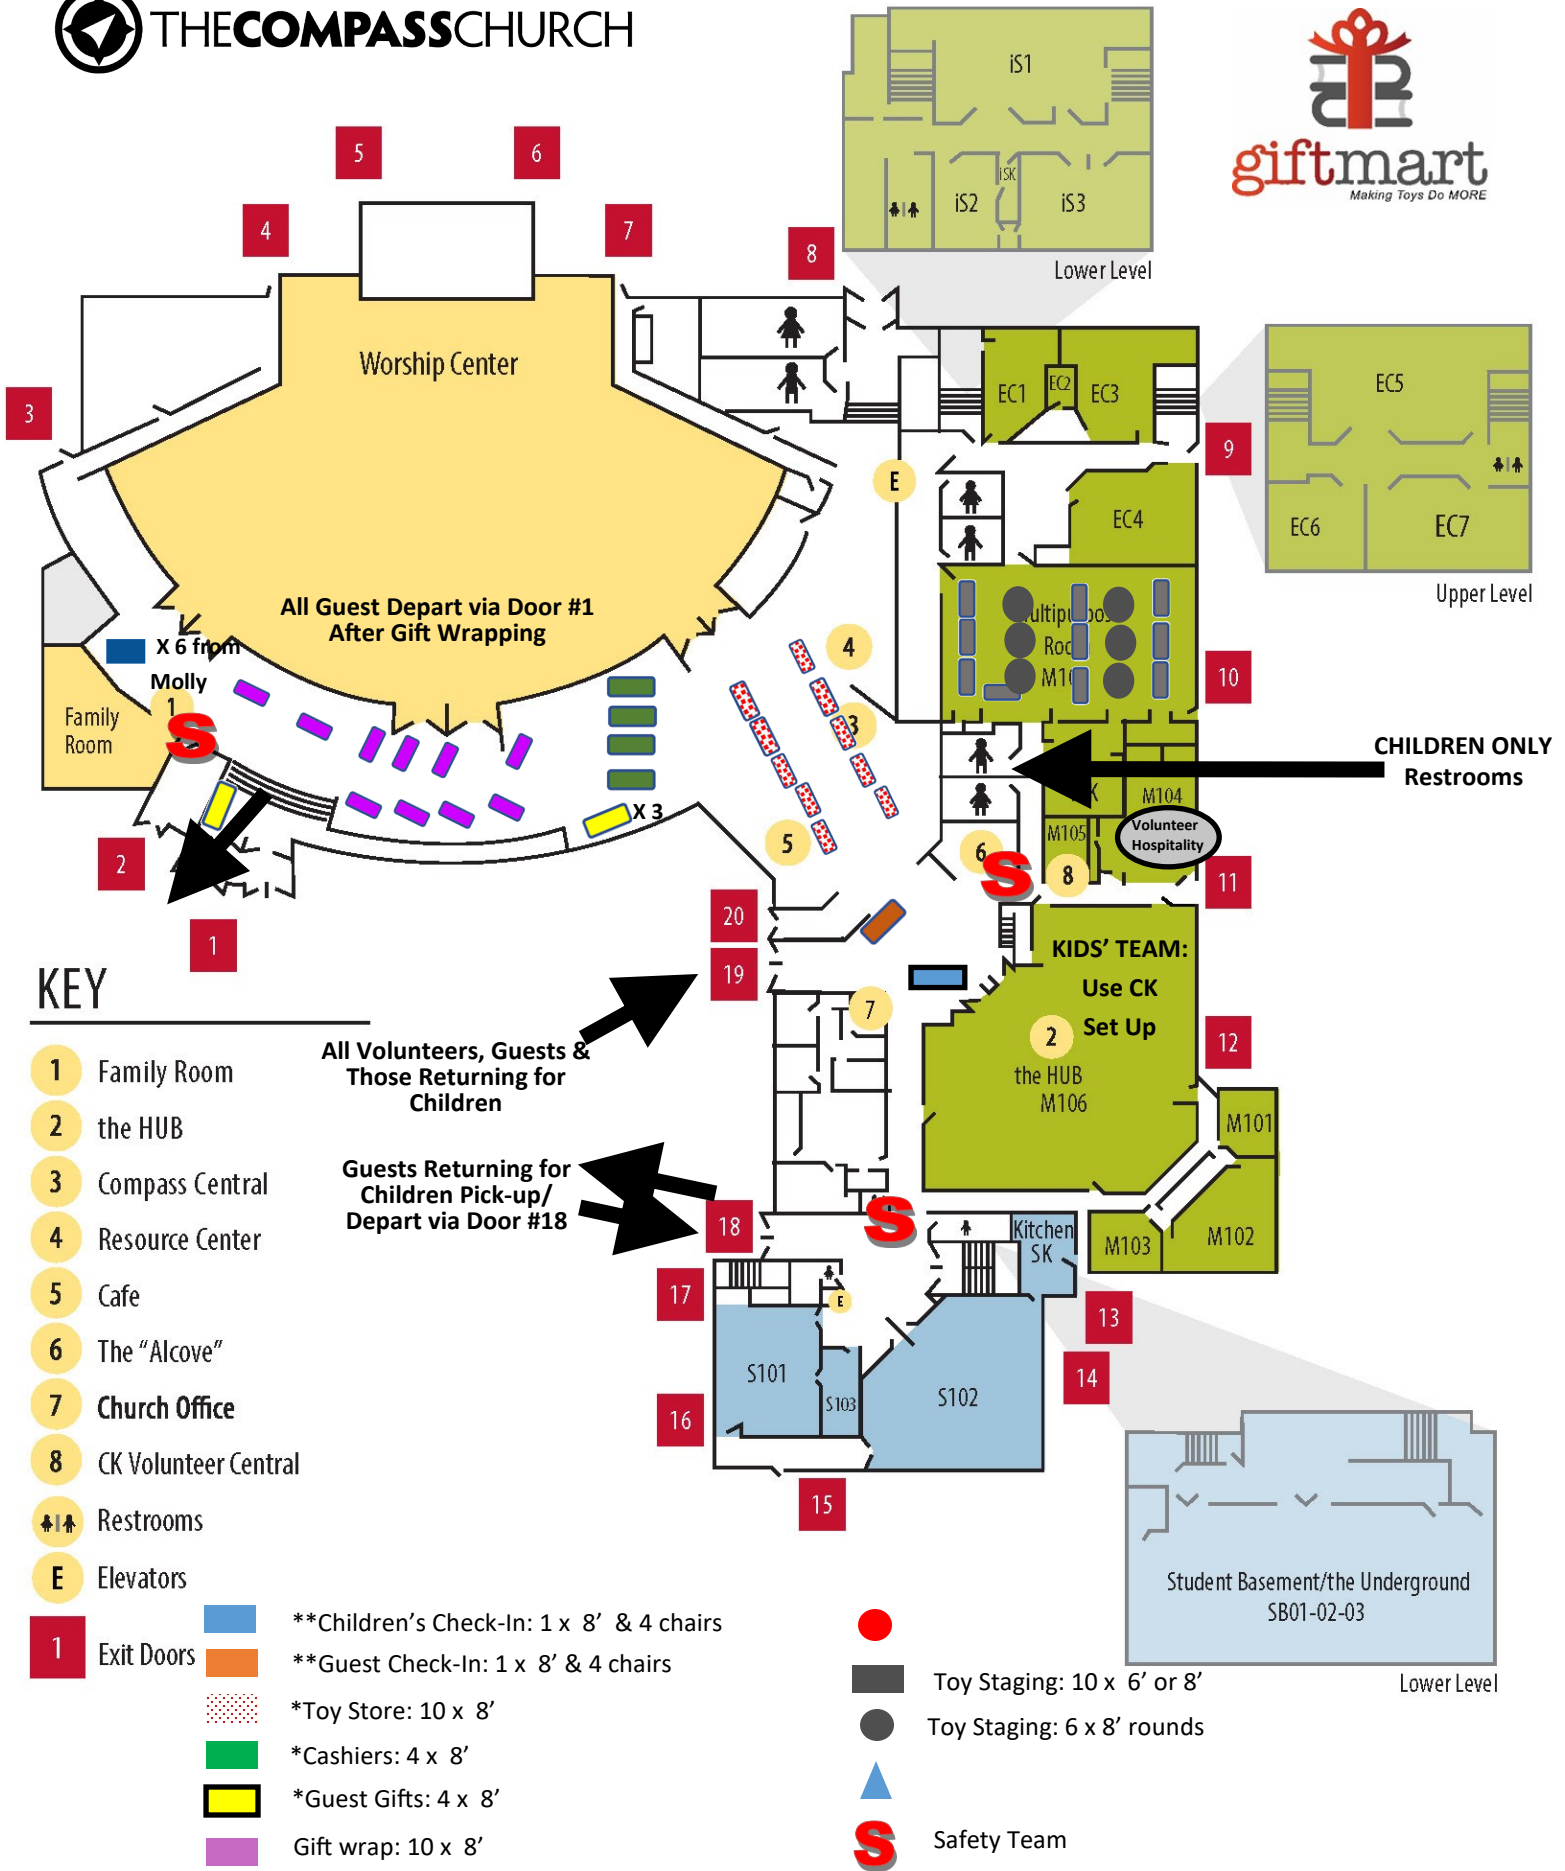 THECOMPASSCHURCH
giftmart
Making Toys Do MORE
iS1
iSK
iS2
iS3
Lower Level
5
6
4
7
8
3
Worship Center
EC1
EC2
EC3
E
9
EC4
EC5
EC6
EC7
Upper Level
All Guest Depart via Door #1
After Gift Wrapping
X 6 from
Molly
1
Family
Room
S
4
3
5
X 3
10
CHILDREN ONLY
Restrooms
M104
M105
Volunteer
Hospitality
6
S
8
11
2
1
20
19
KIDS’ TEAM:
Use CK
Set Up
2
the HUB
M106
12
7
M101
M102
M103
All Volunteers, Guests &
Those Returning for
Children
Guests Returning for
Children Pick-up/
Depart via Door #18
18
S
Kitchen
SK
17
E
13
14
S101
S103
S102
16
15
Student Basement/the Underground
SB01-02-03
Lower Level
KEY
1 Family Room
2 the HUB
3 Compass Central
4 Resource Center
5 Cafe
6 The “Alcove”
7 Church Office
8 CK Volunteer Central
Restrooms
E Elevators
1 Exit Doors
**Children’s Check-In: 1 x 8’ & 4 chairs
**Guest Check-In: 1 x 8’ & 4 chairs
*Toy Store: 10 x 8’
*Cashiers: 4 x 8’
*Guest Gifts: 4 x 8’
Gift wrap: 10 x 8’
Toy Staging: 10 x 6’ or 8’
Toy Staging: 6 x 8’ rounds
S Safety Team